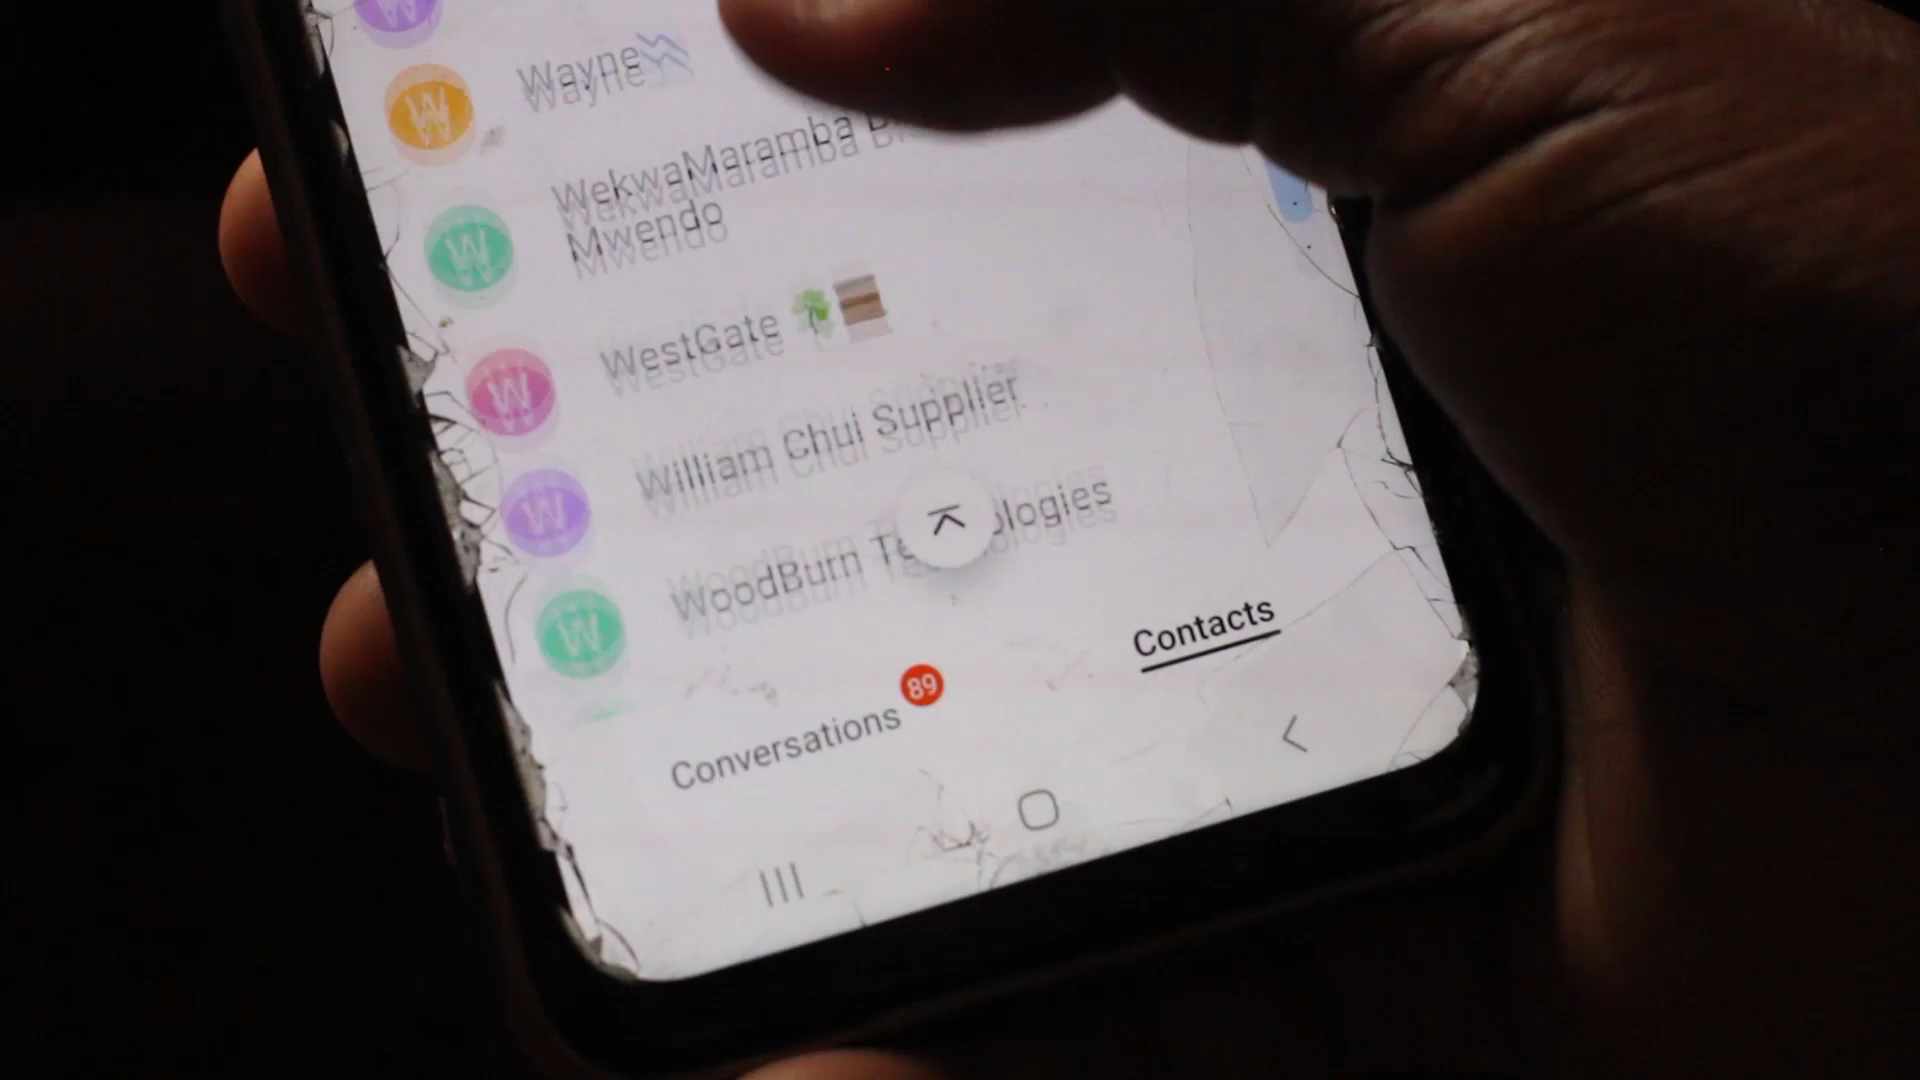 W
W
Wayne
W
WekwaMaramba
Mwendo
W
WestGate
W
William Chui Supplier
W
WoodBurn
Contacts
Conversations
89